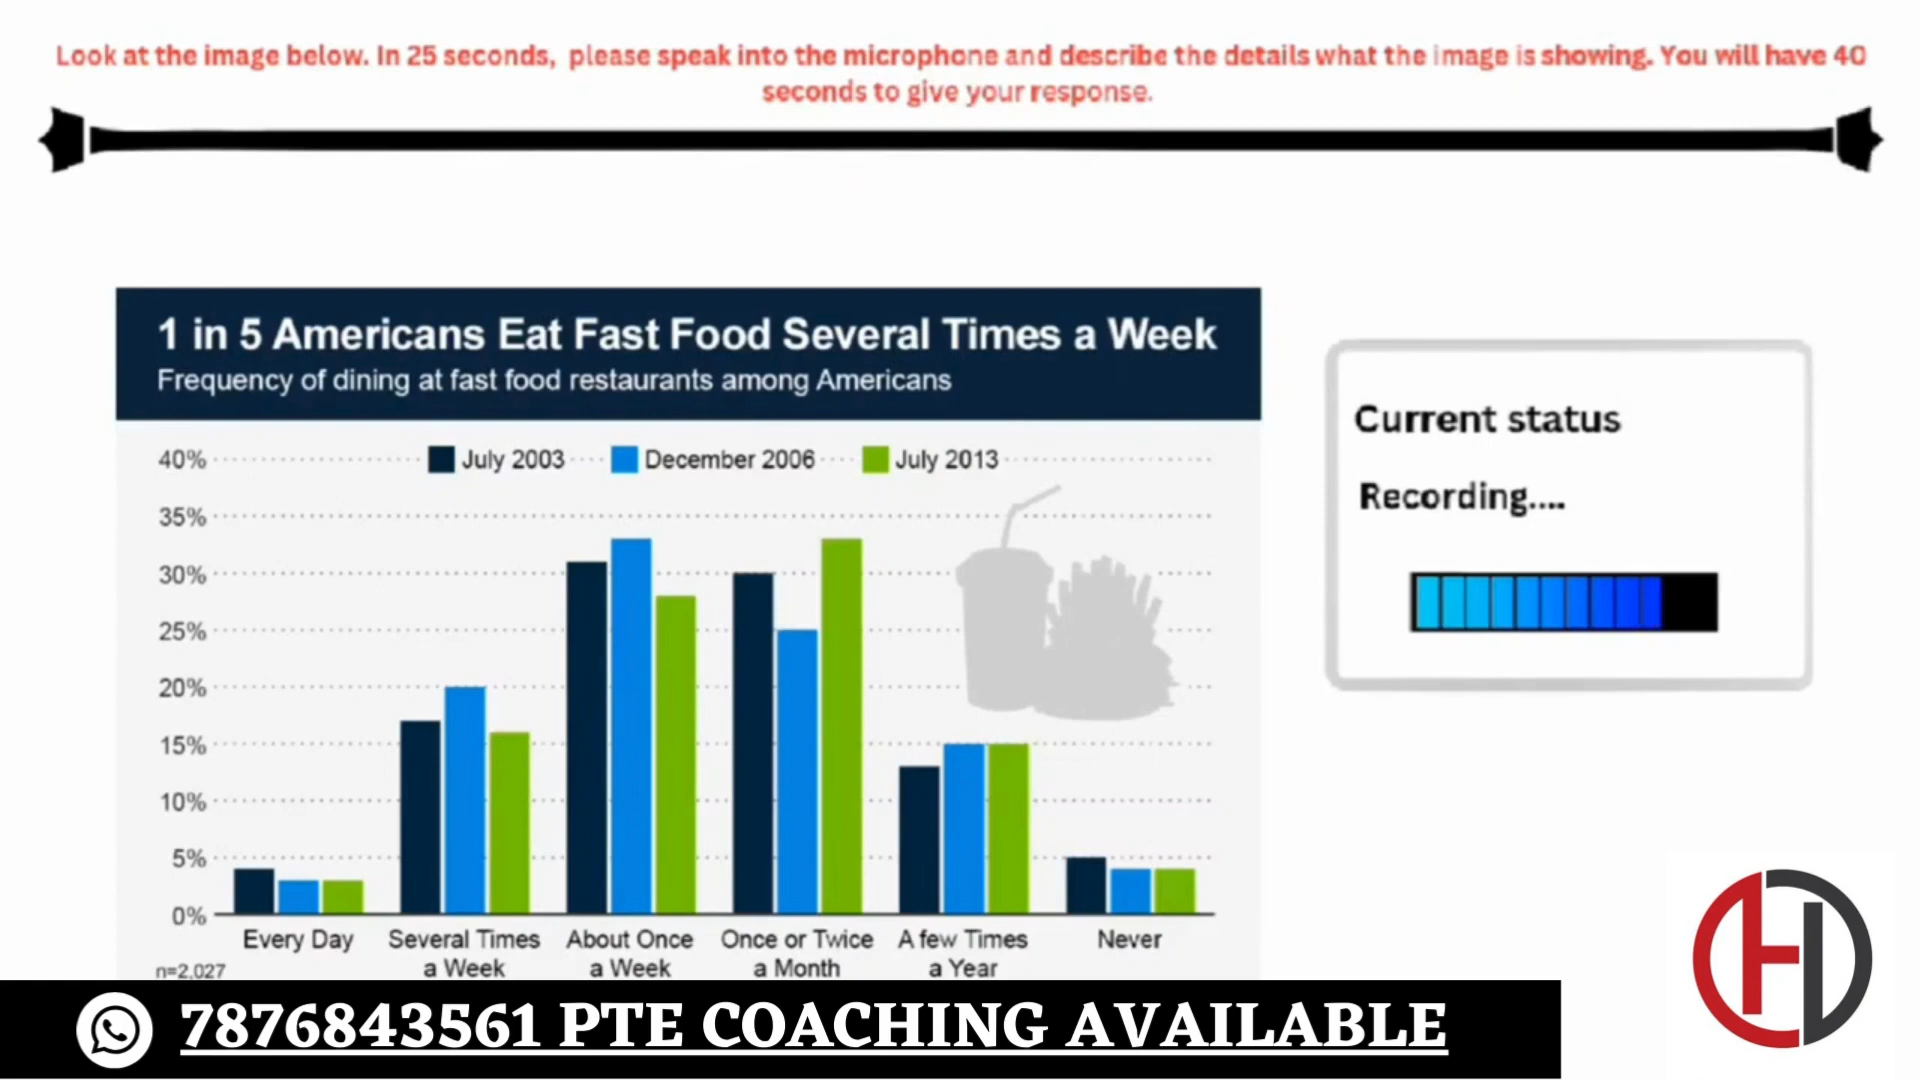 Look at the image below. In 25 seconds, please speak into the microphone and describe the details what the image is showing. You will have 40
seconds to give your response.
1 in 5 Americans Eat Fast Food Several Times a Week
Frequency of dining at fast food restaurants among Americans
July 2003 December 2006 July 2013
40%
35%
30%
25%
20%
15%
10%
5%
0%
Every Day Several Times About Once Once or Twice A few Times Never
a Week a Week a Month a Year
n=2,027
Current status
Recording....
7876843561 PTE COACHING AVAILABLE